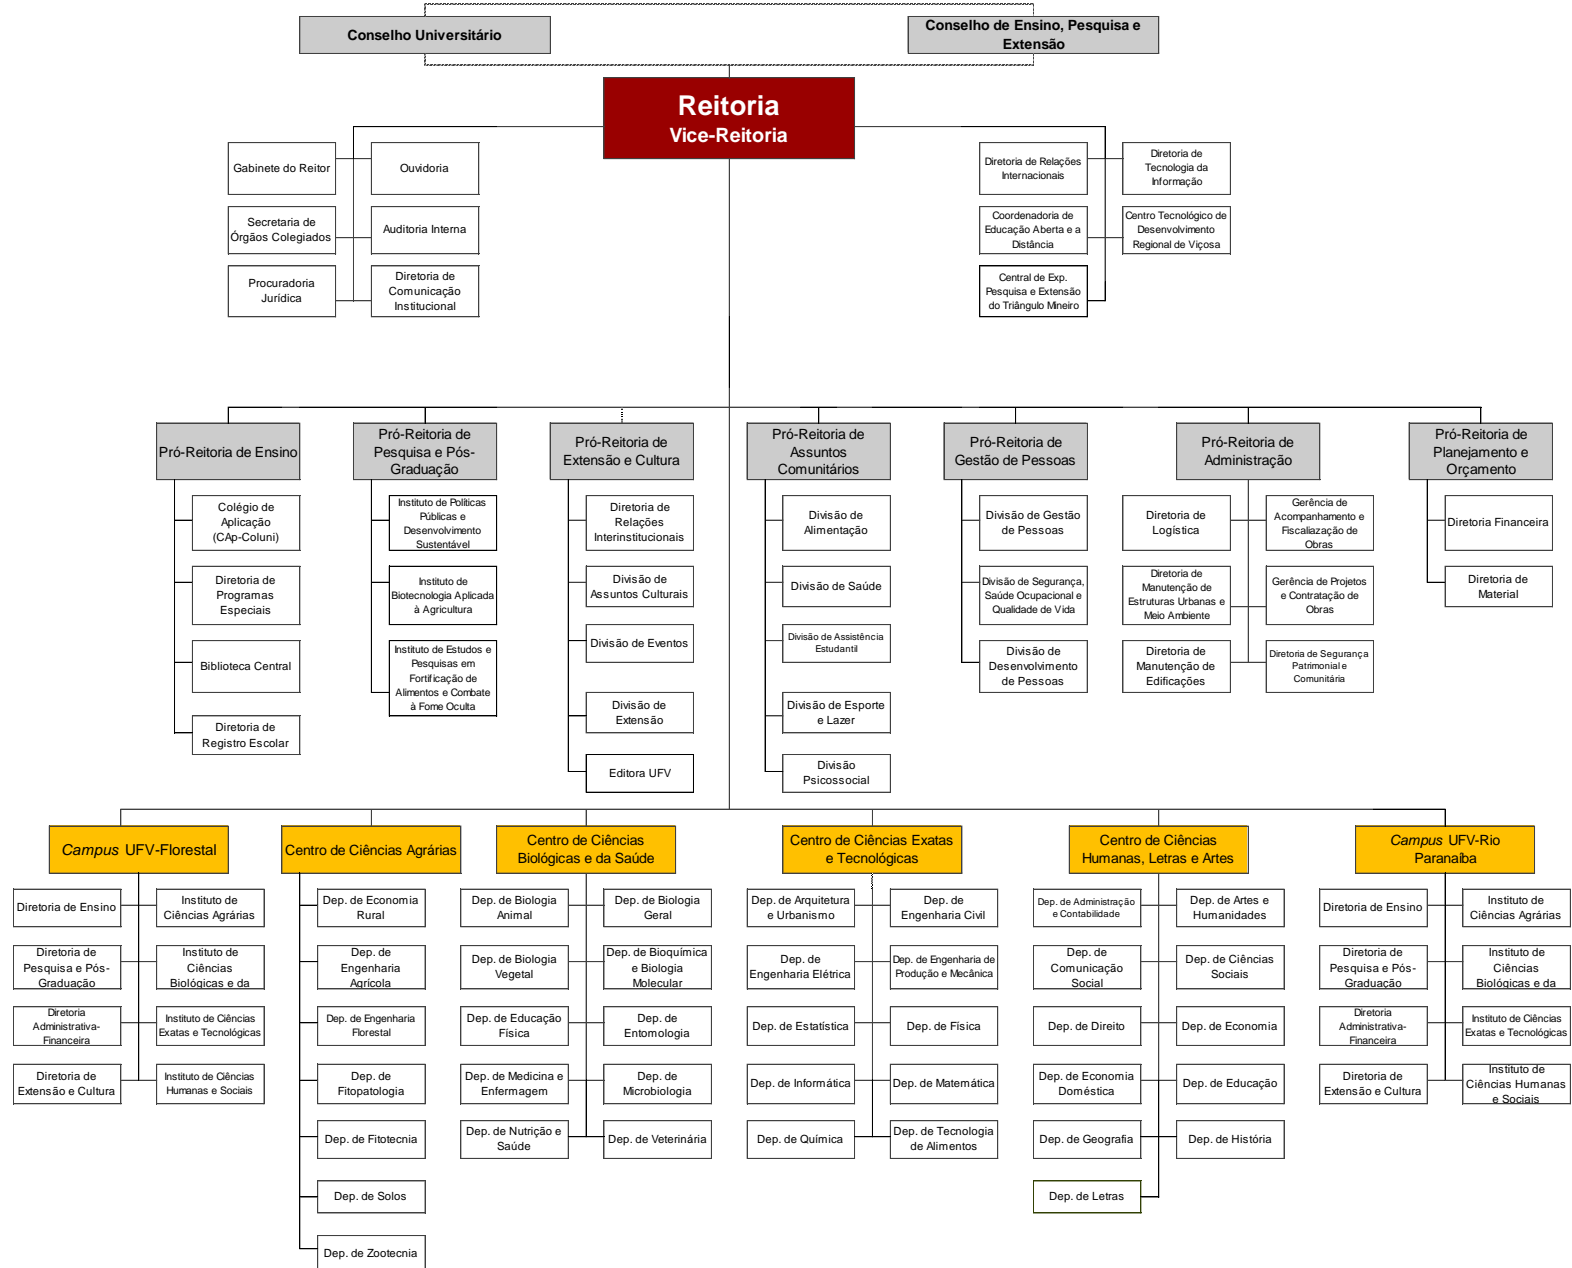 Conselho Universitário
Conselho de Ensino, Pesquisa e
Extensão
Reitoria
Vice-Reitoria
Gabinete do Reitor
Ouvidoria
Diretoria de Relações
Internacionais
Diretoria de
Tecnologia da
Informação
Secretaria de
Órgãos Colegiados
Auditoria Interna
Coordenadoria de
Educação Aberta e a
Distância
Centro Tecnológico de
Desenvolvimento
Regional de Viçosa
Procuradoria
Jurídica
Diretoria de
Comunicação
Institucional
Central de Exp.
Pesquisa e Extensão
do Triângulo Mineiro
Pró-Reitoria de Ensino
Pró-Reitoria de
Pesquisa e Pós-
Graduação
Pró-Reitoria de
Extensão e Cultura
Pró-Reitoria de
Assuntos
Comunitários
Pró-Reitoria de
Gestão de Pessoas
Pró-Reitoria de
Administração
Pró-Reitoria de
Planejamento e
Orçamento
Colégio de
Aplicação
(CAp-Coluni)
Instituto de Políticas
Públicas e
Desenvolvimento
Sustentável
Diretoria de
Relações
Interinstitucionais
Divisão de
Alimentação
Divisão de Gestão
de Pessoas
Diretoria de
Logística
Gerência de
Acompanhamento e
Fiscaliazação de
Obras
Diretoria Financeira
Diretoria de
Programas
Especiais
Instituto de
Biotecnologia Aplicada
à Agricultura
Divisão de
Assuntos Culturais
Divisão de Saúde
Divisão de Segurança,
Saúde Ocupacional e
Qualidade de Vida
Diretoria de
Manutenção de
Estruturas Urbanas e
Meio Ambiente
Gerência de Projetos
e Contratação de
Obras
Diretoria de
Material
Biblioteca Central
Instituto de Estudos e
Pesquisas em
Fortificação de
Alimentos e Combate
à Fome Oculta
Divisão de Eventos
Divisão de Assistência
Estudantil
Divisão de
Desenvolvimento
de Pessoas
Diretoria de
Manutenção de
Edificações
Diretoria de Segurança
Patrimonial e
Comunitária
Diretoria de
Registro Escolar
Divisão de
Extensão
Divisão de Esporte
e Lazer
Editora UFV
Divisão
Psicossocial
Campus UFV-Florestal
Centro de Ciências Agrárias
Centro de Ciências
Biológicas e da Saúde
Centro de Ciências Exatas
e Tecnológicas
Centro de Ciências
Humanas, Letras e Artes
Campus UFV-Rio
Paranaíba
Diretoria de Ensino
Instituto de
Ciências Agrárias
Dep. de Economia
Rural
Dep. de Biologia
Animal
Dep. de Biologia
Geral
Dep. de Arquitetura
e Urbanismo
Dep. de
Engenharia Civil
Dep. de Administração
e Contabilidade
Dep. de Artes e
Humanidades
Diretoria de Ensino
Instituto de
Ciências Agrárias
Diretoria de
Pesquisa e Pós-
Graduação
Instituto de
Ciências
Biológicas e da
Dep. de
Engenharia
Agrícola
Dep. de Biologia
Vegetal
Dep. de Bioquímica
e Biologia
Molecular
Dep. de
Engenharia Elétrica
Dep. de Engenharia de
Produção e Mecânica
Dep. de
Comunicação
Social
Dep. de Ciências
Sociais
Diretoria de
Pesquisa e Pós-
Graduação
Instituto de
Ciências
Biológicas e da
Diretoria
Administrativa-
Financeira
Instituto de Ciências
Exatas e Tecnológicas
Dep. de Engenharia
Florestal
Dep. de Educação
Física
Dep. de
Entomologia
Dep. de Estatística
Dep. de Física
Dep. de Direito
Dep. de Economia
Diretoria
Administrativa-
Financeira
Instituto de Ciências
Exatas e Tecnológicas
Diretoria de
Extensão e Cultura
Instituto de Ciências
Humanas e Sociais
Dep. de
Fitopatologia
Dep. de Medicina e
Enfermagem
Dep. de
Microbiologia
Dep. de Informática
Dep. de Matemática
Dep. de Economia
Doméstica
Dep. de Educação
Diretoria de
Extensão e Cultura
Instituto de
Ciências Humanas
e Sociais
Dep. de Fitotecnia
Dep. de Nutrição e
Saúde
Dep. de Veterinária
Dep. de Química
Dep. de Tecnologia
de Alimentos
Dep. de Geografia
Dep. de História
Dep. de Solos
Dep. de Letras
Dep. de Zootecnia